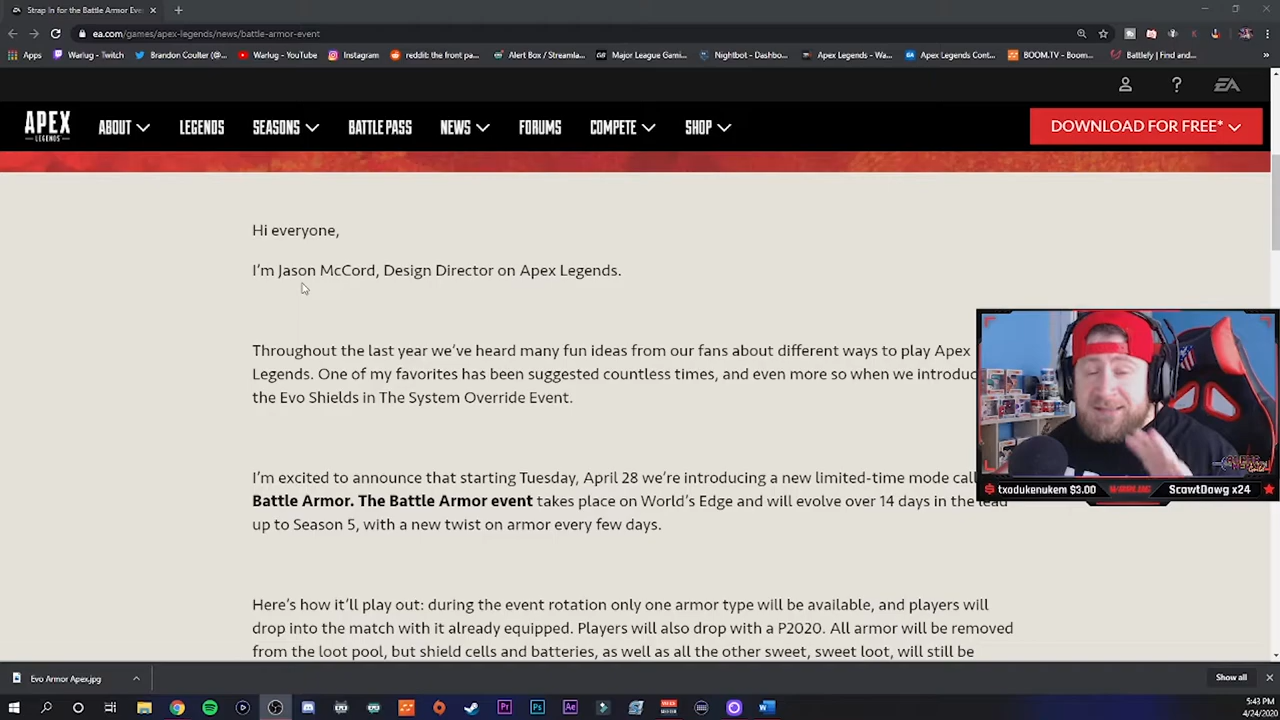 Strap In for the Battle Armor Eve
ea.com/games/apex-legends/news/battle-armor-event
Apps
Warlug - Twitch
Brandon Coulter (@...
Warlug - YouTube
Instagram
reddit: the front pa...
Alert Box / Streamla...
Major League Gami...
Nightbot - Dashbo...
Apex Legends - Wa...
Apex Legends Cont...
BOOM.TV - Boom...
Battlefy | Find and...
EA
APEX
LEGENDS
ABOUT
LEGENDS
SEASONS
BATTLE PASS
NEWS
FORUMS
COMPETE
SHOP
DOWNLOAD FOR FREE*
Hi everyone,
I'm Jason McCord, Design Director on Apex Legends.
Throughout the last year we've heard many fun ideas from our fans about different ways to play Apex
Legends. One of my favorites has been suggested countless times, and even more so when we introduc
the Evo Shields in The System Override Event.
I'm excited to announce that starting Tuesday, April 28 we're introducing a new limited-time mode call
Battle Armor. The Battle Armor event takes place on World's Edge and will evolve over 14 days in the lead
up to Season 5, with a new twist on armor every few days.
Here's how it'll play out: during the event rotation only one armor type will be available, and players will
drop into the match with it already equipped. Players will also drop with a P2020. All armor will be removed
from the loot pool, but shield cells and batteries, as well as all the other sweet, sweet loot, will still be
txodukenukem $3.00
ScawtDawg x24
Evo Armor Apex.jpg
Show all
5:43 PM
4/24/2020